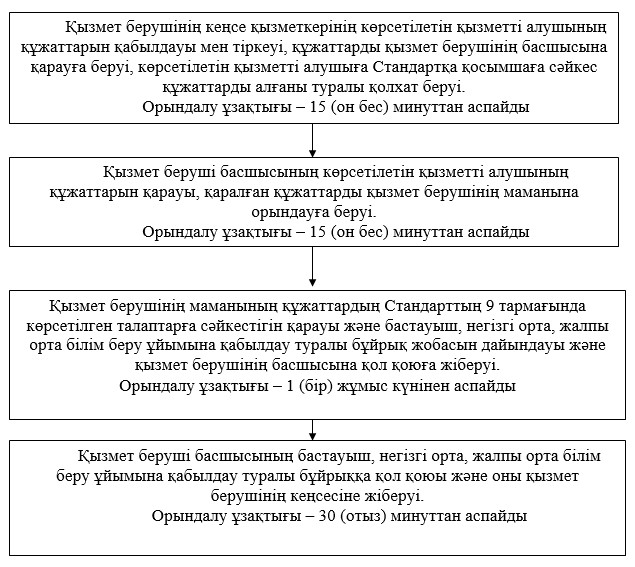 Қызмет берушінің кеңсе қызметкерінің көрсетілетін қызметті алушының
құжаттарын қабылдауы мен тіркеуі, құжаттарды қызмет берушінің басшысына
қарауға беруі, көрсетілетін қызметті алушыға Стандартқа қосымшаға сәйкес
құжаттарды алғаны туралы қолхат беруі.
Орындалу ұзақтығы – 15 (он бес) минуттан аспайды
Қызмет беруші басшысының көрсетілетін қызметті алушының
құжаттарын қарауы, қаралған құжаттарды қызмет берушінің маманына
орындауға беруі.
Орындалу ұзақтығы – 15 (он бес) минуттан аспайды
Қызмет берушінің маманының құжаттардың Стандарттың 9 тармағында
көрсетілген талаптарға сәйкестігін қарауы және бастауыш, негізгі орта, жалпы
орта білім беру ұйымына қабылдау туралы бұйрық жобасын дайындауы және
қызмет берушінің басшысына қол қоюға жіберуі.
Орындалу ұзақтығы – 1 (бір) жұмыс күнінен аспайды
Қызмет беруші басшысының бастауыш, негізгі орта, жалпы орта білім
беру ұйымына қабылдау туралы бұйрыққа қол қоюы және оны қызмет
берушінің кеңсесіне жіберуі.
Орындалу ұзақтығы – 30 (отыз) минуттан аспайды